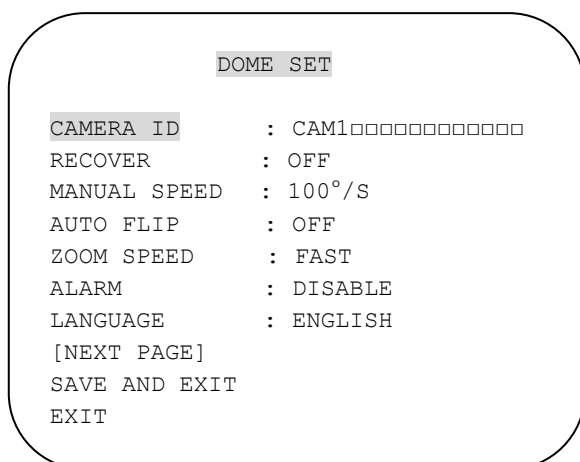 DOME SET
CAMERA ID : CAM1□□□□□□□□□□□□
RECOVER : OFF
MANUAL SPEED : 100°/S
AUTO FLIP : OFF
ZOOM SPEED : FAST
ALARM : DISABLE
LANGUAGE : ENGLISH
[NEXT PAGE]
SAVE AND EXIT
EXIT